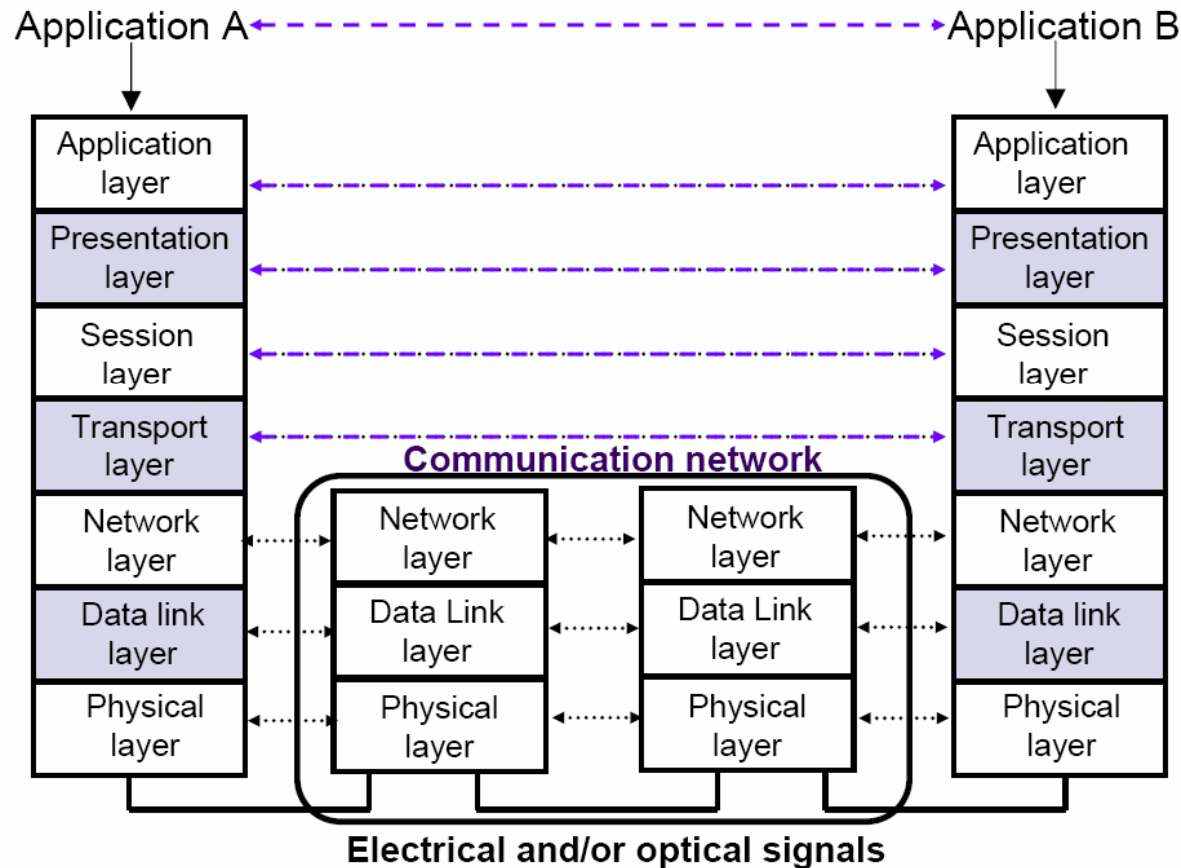 Application A
Application B
Application
layer
Presentation
layer
Session
layer
Transport
layer
Network
layer
Data link
layer
Physical
layer
Communication network
Network
layer
Data Link
layer
Physical
layer
Network
layer
Data Link
layer
Physical
layer
Application
layer
Presentation
layer
Session
layer
Transport
layer
Network
layer
Data link
layer
Physical
layer
Electrical and/or optical signals